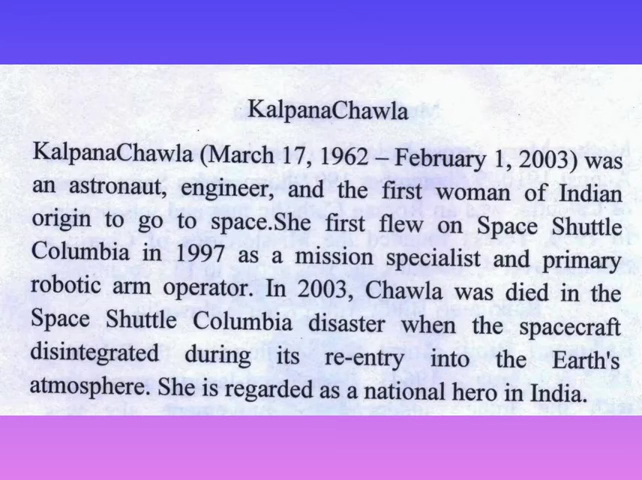 KalpanaChawla
KalpanaChawla (March 17, 1962 – February 1, 2003) was
an astronaut, engineer, and the first woman of Indian
origin to go to space.She first flew on Space Shuttle
Columbia in 1997 as a mission specialist and primary
robotic arm operator. In 2003, Chawla was died in the
Space Shuttle Columbia disaster when the spacecraft
disintegrated during its re-entry into the Earth's
atmosphere. She is regarded as a national hero in India.